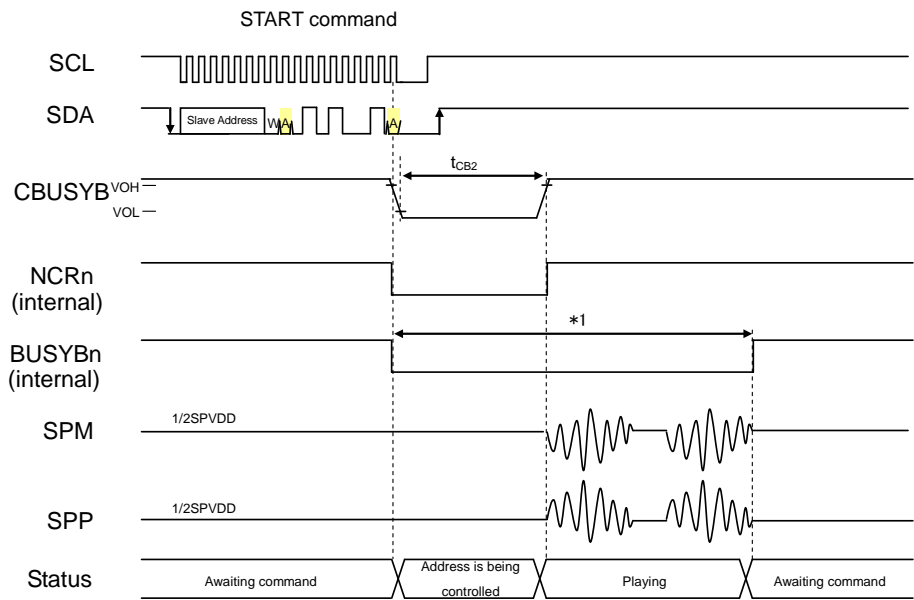 START command
SCL
SDA
Slave Address
W
A
A
tCB2
CBUSYB
VOH
VOL
NCRn
(internal)
*1
BUSYBn
(internal)
1/2SPVDD
SPM
1/2SPVDD
SPP
Status
Awaiting command
Address is being
controlled
Playing
Awaiting command